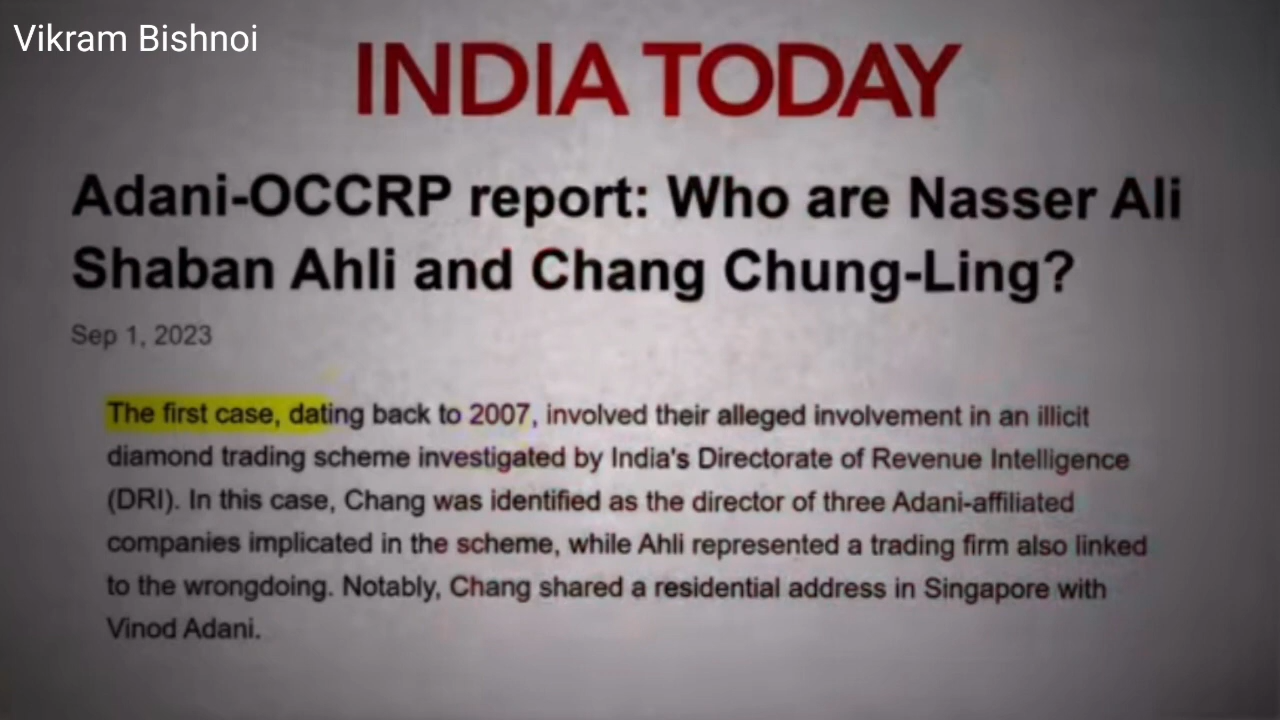 Vikram Bishnoi
INDIA TODAY
Adani-OCCRP report: Who are Nasser Ali
Shaban Ahli and Chang Chung-Ling?
Sep 1, 2023
The first case, dating back to 2007, involved their alleged involvement in an illicit
diamond trading scheme investigated by India's Directorate of Revenue Intelligence
(DRI). In this case, Chang was identified as the director of three Adani-affiliated
companies implicated in the scheme, while Ahli represented a trading firm also linked
to the wrongdoing. Notably, Chang shared a residential address in Singapore with
Vinod Adani.